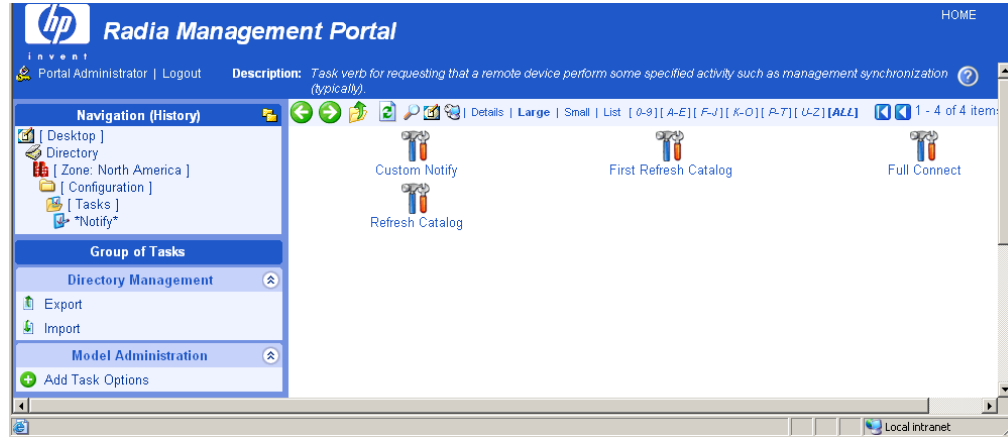 HOME
hp
invent
Radia Management Portal
Portal Administrator | Logout
Description: Task verb for requesting that a remote device perform some specified activity such as management synchronization
(typically).
Navigation (History)
[ Desktop ]
Directory
[ Zone: North America ]
[ Configuration ]
[ Tasks ]
*Notify*
Group of Tasks
Directory Management
Export
Import
Model Administration
Add Task Options
| Details | Large | Small | List [ 0-9 ] [ A-E ] [ F-J ] [ K-O ] [ P-T ] [ U-Z ] [ALL] 1 - 4 of 4 item
Custom Notify
First Refresh Catalog
Full Connect
Refresh Catalog
Local intranet